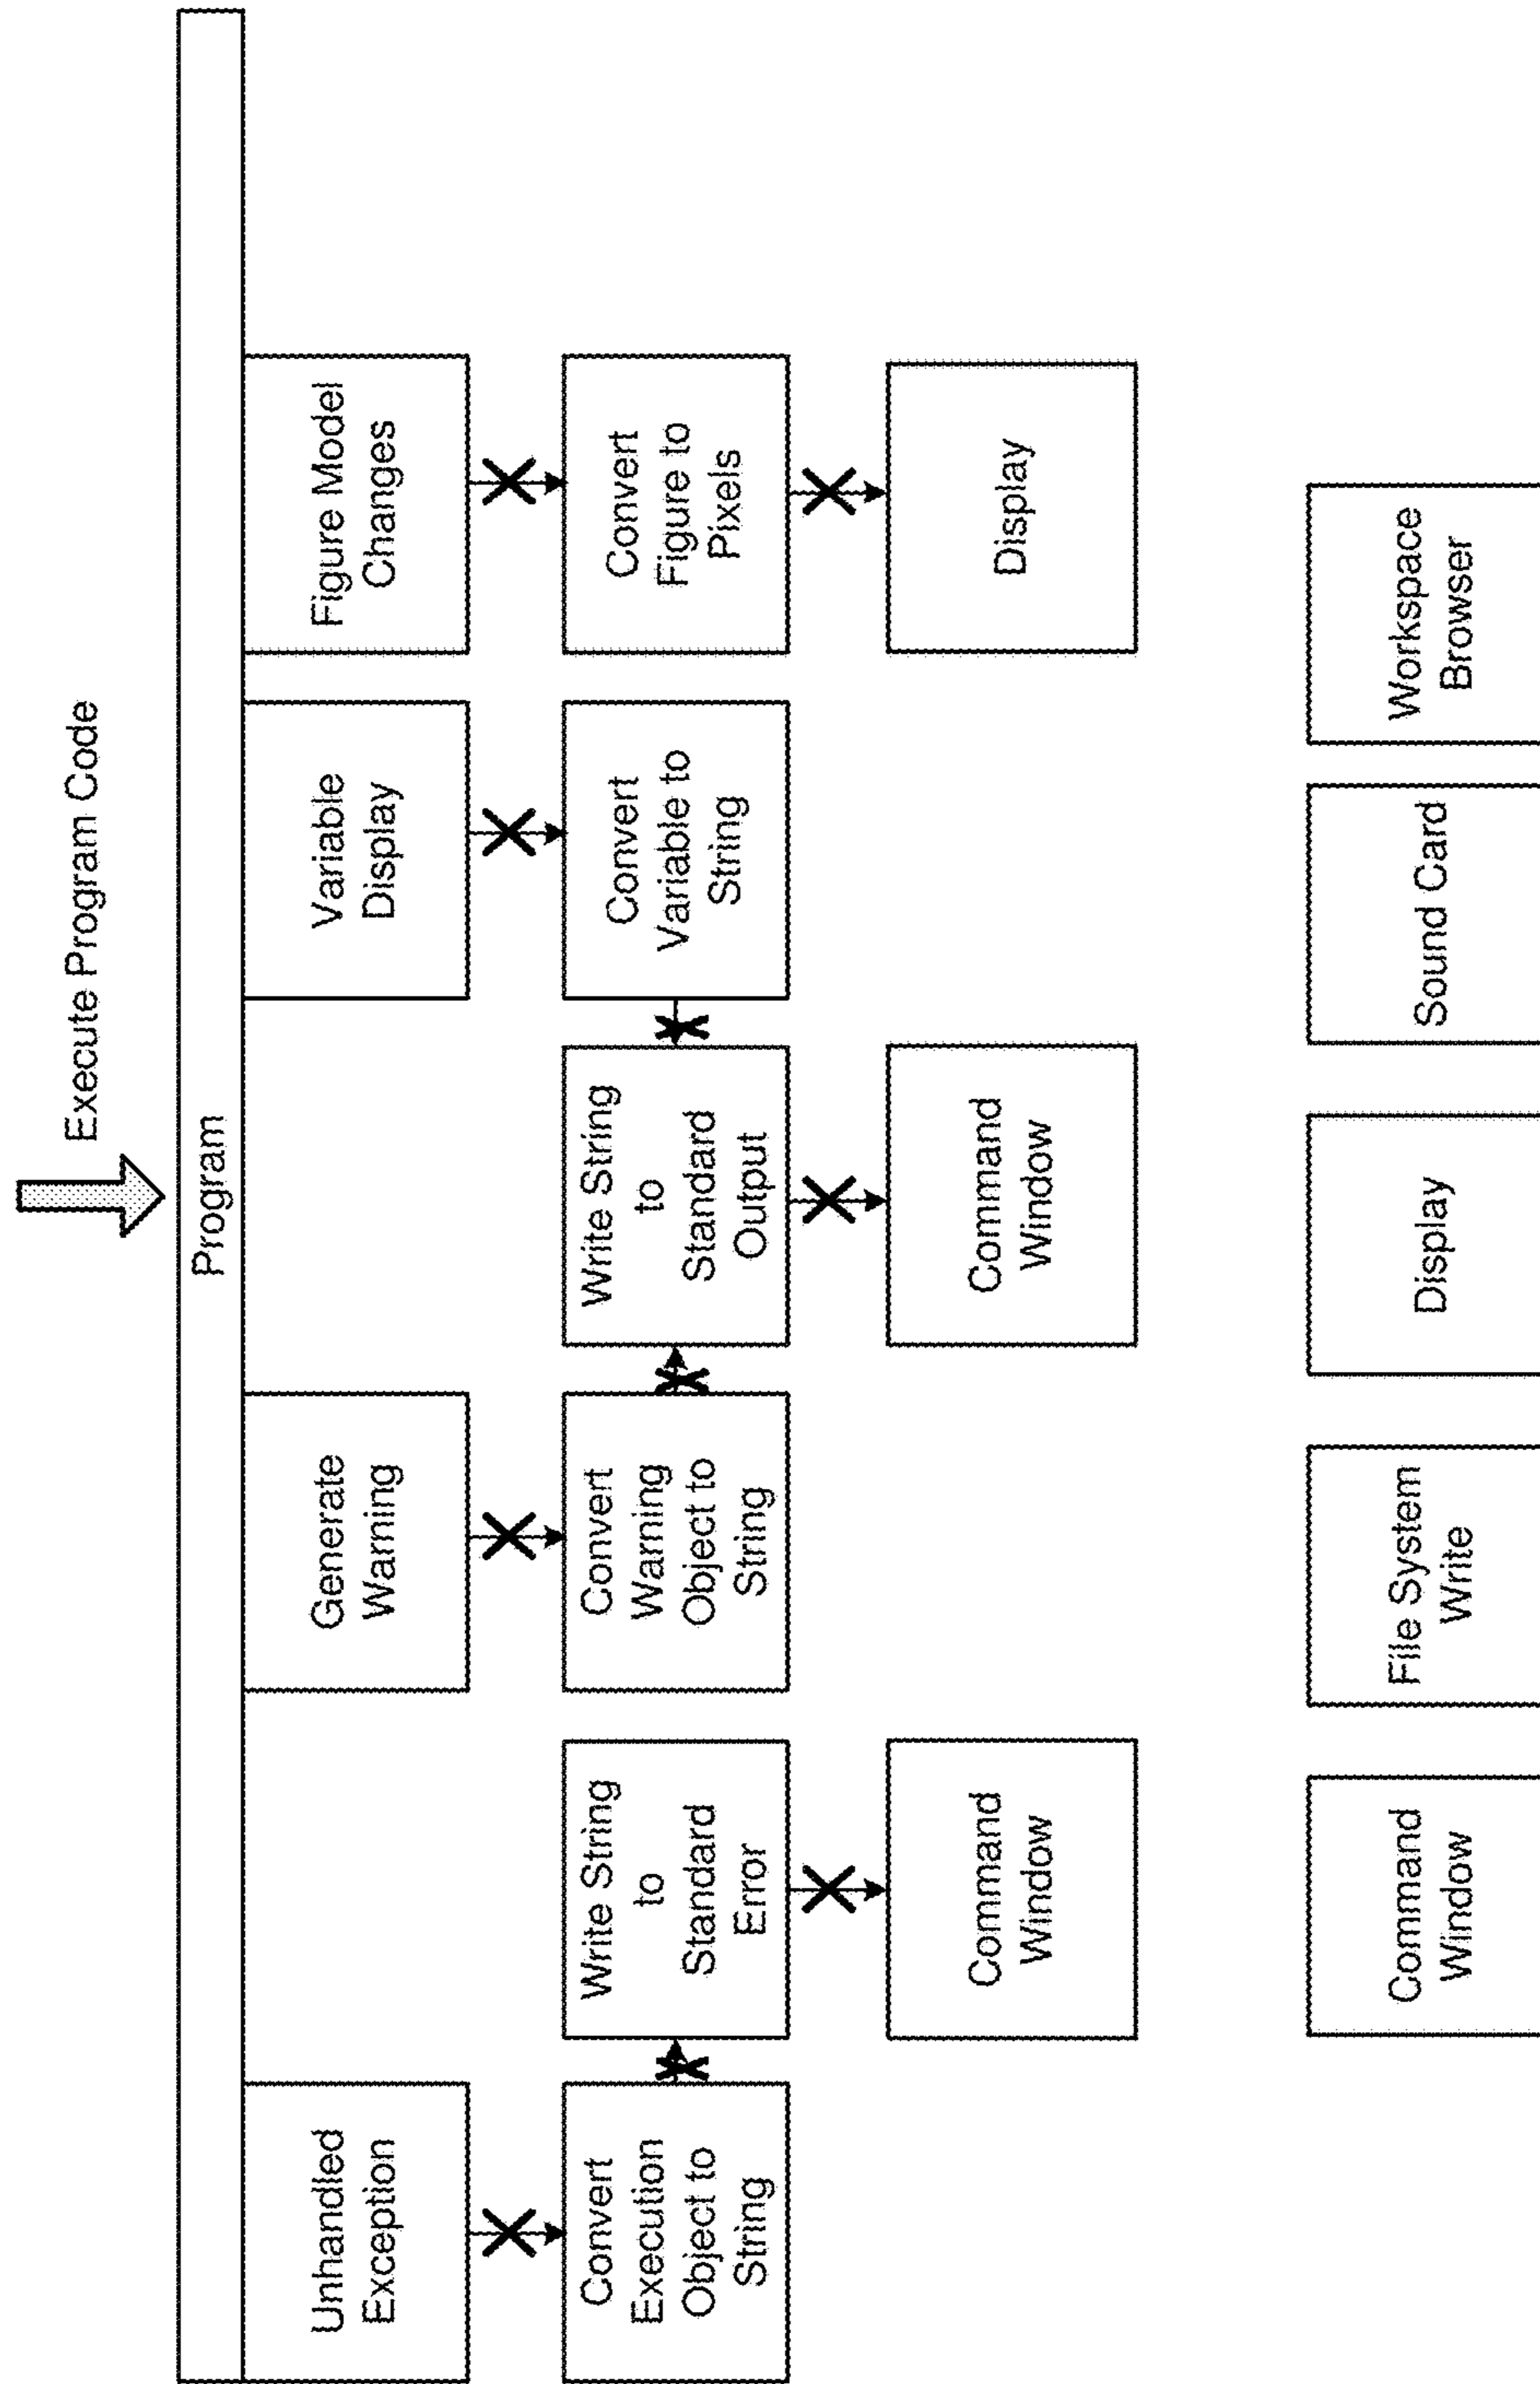 Execute Program Code
Program
Unhandled
Exception
Generate
Warning
Variable
Display
Figure Model
Changes
Convert
Execution
Object to
String
Write String
to
Standard
Error
Convert
Warning
Object to
String
Write String
to
Standard
Output
Convert
Variable to
String
Convert
Figure to
Pixels
Command
Window
Command
Window
Display
Command
Window
File System
Write
Display
Sound Card
Workspace
Browser